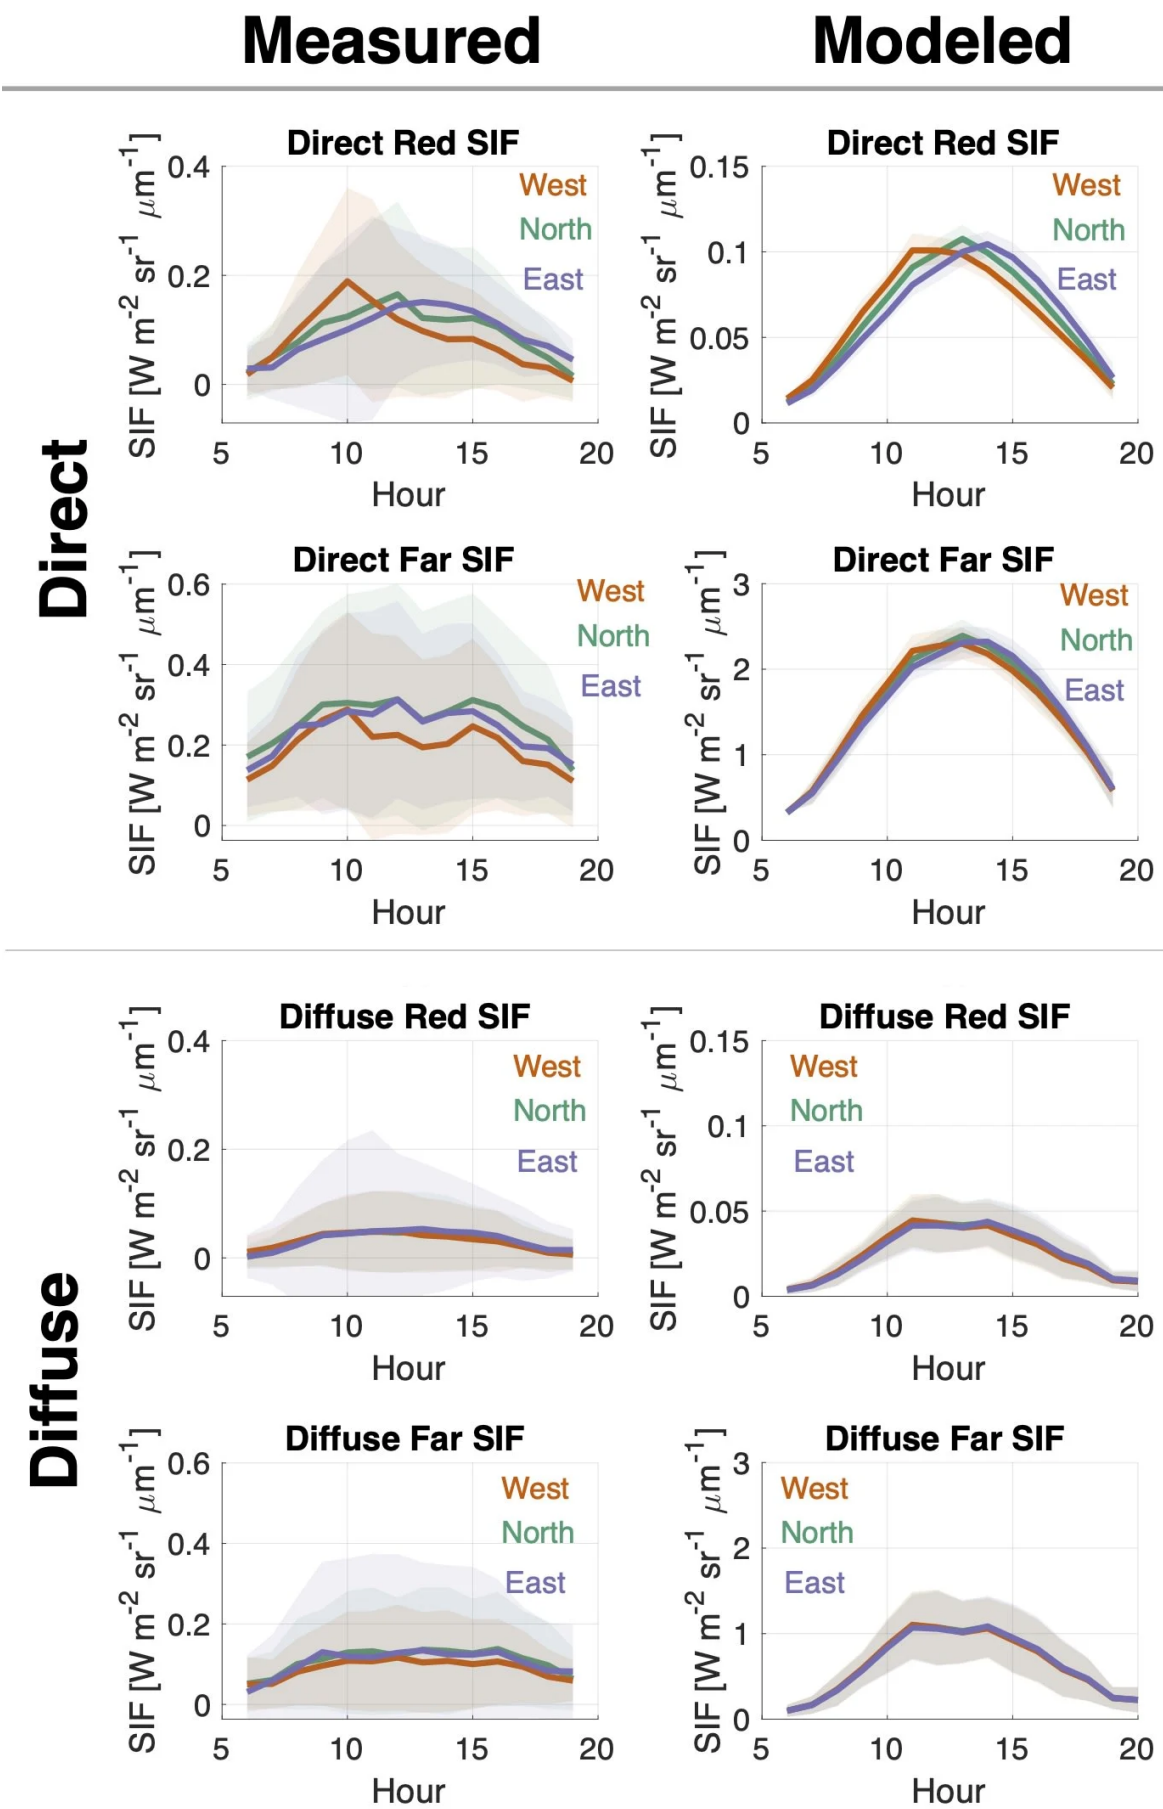 Measured Modeled
Direct
Direct Red SIF
SIF [W m-2 sr-1 μm-1]
0.4
0.2
0
West
North
East
5 10 15 20
Hour
Direct Red SIF
SIF [W m-2 sr-1 μm-1]
0.15
0.1
0.05
0
West
North
East
5 10 15 20
Hour
Direct Far SIF
SIF [W m-2 sr-1 μm-1]
0.6
0.4
0.2
0
West
North
East
5 10 15 20
Hour
Direct Far SIF
SIF [W m-2 sr-1 μm-1]
3
2
1
0
West
North
East
5 10 15 20
Hour
Diffuse
Diffuse Red SIF
SIF [W m-2 sr-1 μm-1]
0.4
0.2
0
West
North
East
5 10 15 20
Hour
Diffuse Red SIF
SIF [W m-2 sr-1 μm-1]
0.15
0.1
0.05
0
West
North
East
5 10 15 20
Hour
Diffuse Far SIF
SIF [W m-2 sr-1 μm-1]
0.6
0.4
0.2
0
West
North
East
5 10 15 20
Hour
Diffuse Far SIF
SIF [W m-2 sr-1 μm-1]
3
2
1
0
West
North
East
5 10 15 20
Hour